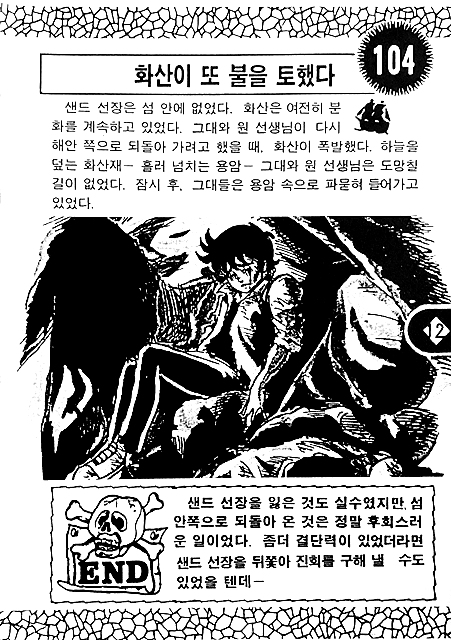 104
화산이 또 불을 토했다
샌드 선장은 섬 안에 없었다. 화산은 여전히 분
화를 계속하고 있었다. 그대와 원 선생님이 다시
해안 쪽으로 되돌아 가려고 했을 때, 화산이 폭발했다. 하늘을
덮는 화산재— 흘러 넘치는 용암— 그대와 원 선생은 도망칠
길이 없었다. 잠시 후, 그대들은 용암 속으로 파묻혀 들어가고
있었다.
12
샌드 선장을 잃은 것도 실수였지만, 섬
안쪽으로 되돌아 온 것은 정말 후회스러
운 일이었다. 좀더 결단력이 있었더라면
샌드 선장을 뒤쫓아 진회를 구해 낼 수도
있었을 텐데—
END